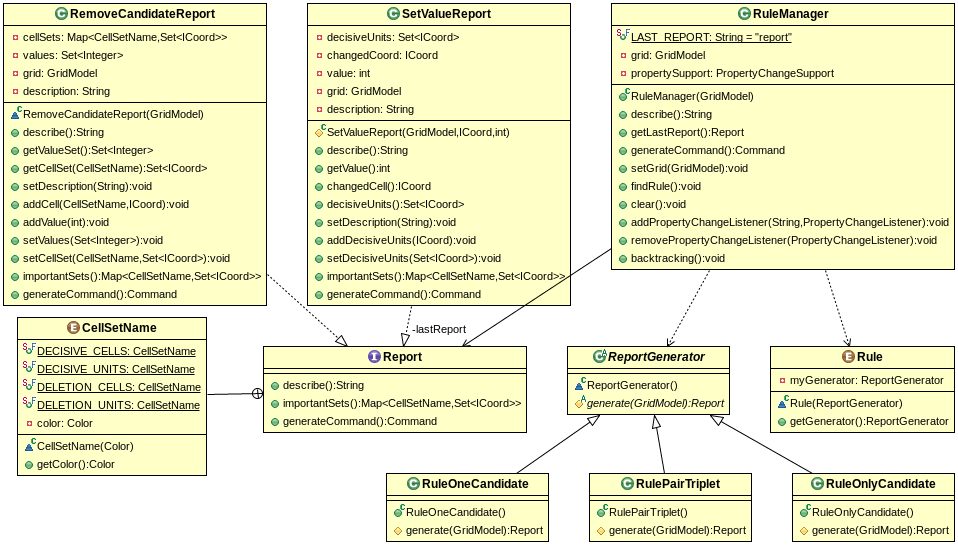 RemoveCandidateReport
cellSets: Map<CellSetName,Set<ICoord>>
values: Set<Integer>
grid: GridModel
description: String
RemoveCandidateReport(GridModel)
describe():String
getValueSet():Set<Integer>
getCellSet(CellSetName):Set<ICoord>
setDescription(String):void
addCell(CellSetName,ICoord):void
addValue(int):void
setValues(Set<Integer>):void
setCellSet(CellSetName,Set<ICoord>):void
importantSets():Map<CellSetName,Set<ICoord>>
generateCommand():Command
SetValueReport
decisiveUnits: Set<ICoord>
changedCoord: ICoord
value: int
grid: GridModel
description: String
SetValueReport(GridModel,ICoord,int)
describe():String
getValue():int
changedCell():ICoord
decisiveUnits():Set<ICoord>
setDescription(String):void
addDecisiveUnits(ICoord):void
setDecisiveUnits(Set<ICoord>):void
importantSets():Map<CellSetName,Set<ICoord>>
generateCommand():Command
RuleManager
LAST_REPORT: String = "report"
grid: GridModel
propertySupport: PropertyChangeSupport
RuleManager(GridModel)
describe():String
getLastReport():Report
generateCommand():Command
setGrid(GridModel):void
findRule():void
clear():void
addPropertyChangeListener(String,PropertyChangeListener):void
removePropertyChangeListener(PropertyChangeListener):void
backtracking():void
-lastReport
CellSetName
DECISIVE_CELLS: CellSetName
DECISIVE_UNITS: CellSetName
DELETION_CELLS: CellSetName
DELETION_UNITS: CellSetName
color: Color
CellSetName(Color)
getColor():Color
Report
describe():String
importantSets():Map<CellSetName,Set<ICoord>>
generateCommand():Command
ReportGenerator
ReportGenerator()
generate(GridModel):Report
Rule
myGenerator: ReportGenerator
Rule(ReportGenerator)
getGenerator():ReportGenerator
RuleOneCandidate
RuleOneCandidate()
generate(GridModel):Report
RulePairTriplet
RulePairTriplet()
generate(GridModel):Report
RuleOnlyCandidate
RuleOnlyCandidate()
generate(GridModel):Report